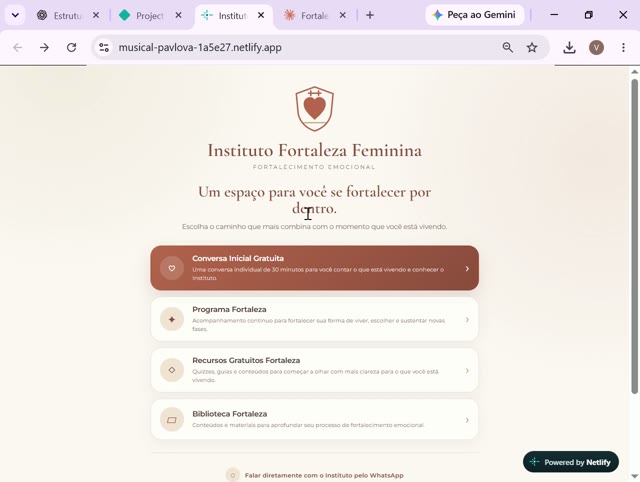 Estrutu
Project
Institut
Fortale
Peça ao Gemini
musical-pavlova-1a5e27.netlify.app
V
Instituto Fortaleza Feminina
FORTALECIMENTO EMOCIONAL
Um espaço para você se fortalecer por
dentro.
Escolha o caminho que mais combina com o momento que você está vivendo.
Conversa Inicial Gratuita
Uma conversa individual de 30 minutos para você contar o que está vivendo e conhecer o
Instituto.
Programa Fortaleza
Acompanhamento contínuo para fortalecer sua forma de viver, escolher e sustentar novas
fases.
Recursos Gratuitos Fortaleza
Quizzes, guias e conteúdos para começar a olhar com mais clareza para o que você está
vivendo.
Biblioteca Fortaleza
Conteúdos e materiais para aprofundar seu processo de fortalecimento emocional.
Falar diretamente com o Instituto pelo WhatsApp
Powered by Netlify